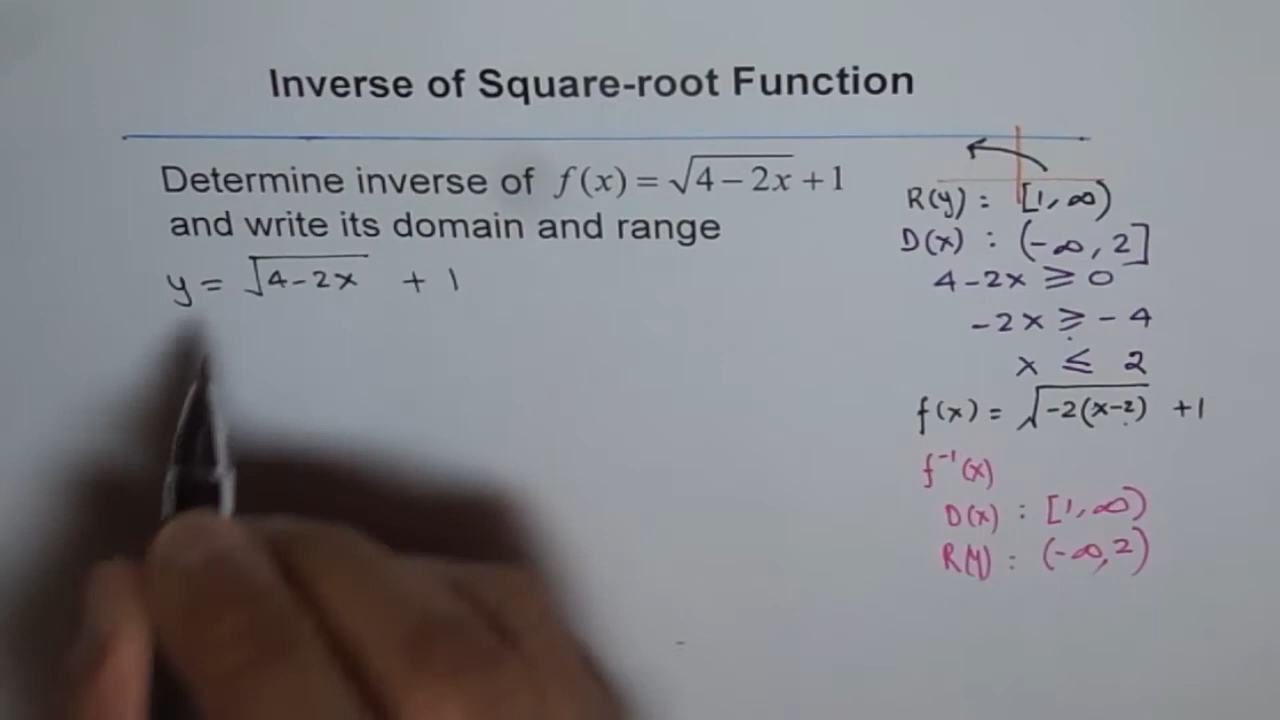 Inverse of Square-root Function
Determine inverse of f(x) = √4 − 2x + 1
and write its domain and range
y = √4-2x + 1
R(y) : [1, ∞)
D(x) : (-∞, 2]
4-2x ≥ 0
-2x ≥ -4
x ≤ 2
f(x) = √-2(x-2) +1
f⁻¹(x)
D(x) : [1, ∞)
R(y) : (-∞, 2)